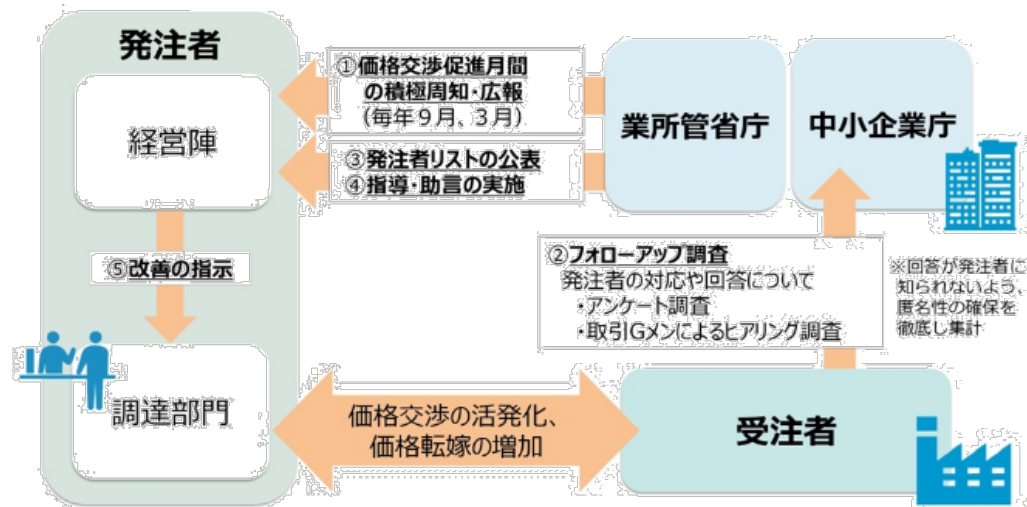 発注者
経営陣
①価格交渉促進月間
の積極周知・広報
(毎年９月、３月)
③発注者リストの公表
④指導・助言の実施
業所管省庁
中小企業庁
⑤改善の指示
②フォローアップ調査
発注者の対応や回答について
・アンケート調査
・取引Gメンによるヒアリング調査
※回答が発注者に
知られないよう、
匿名性の確保を
徹底し集計
調達部門
価格交渉の活発化、
価格転嫁の増加
受注者